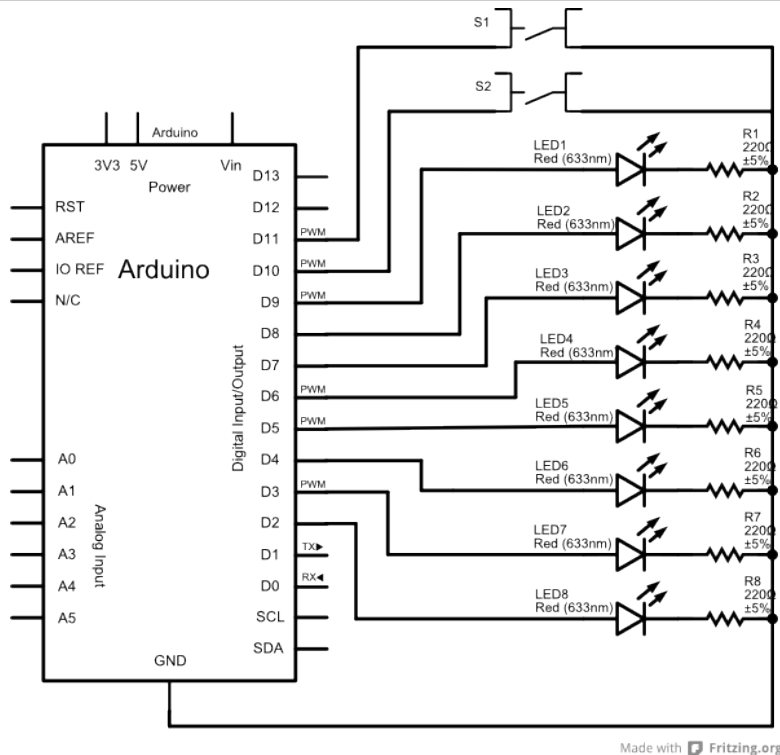 S1
S2
Arduino
3V3 5V Vin
Power
RST
AREF
IO REF
N/C
Arduino
A0
A1
A2
A3
A4
A5
Analog Input
GND
Digital Input/Output
D13
D12
D11 PWM
D10 PWM
D9 PWM
D8
D7
D6 PWM
D5 PWM
D4
D3 PWM
D2
D1 TX
D0 RX
SCL
SDA
LED1
Red (633nm)
R1
220Ω
±5%
LED2
Red (633nm)
R2
220Ω
±5%
LED3
Red (633nm)
R3
220Ω
±5%
LED4
Red (633nm
R4
220Ω
±5%
LED5
Red (633nm)
R5
220Ω
±5%
LED6
Red (633nm)
R6
220Ω
±5%
LED7
Red (633nm)
R7
220Ω
±5%
LED8
Red (633nm)
R8
220Ω
±5%
Made with Fritzing.org